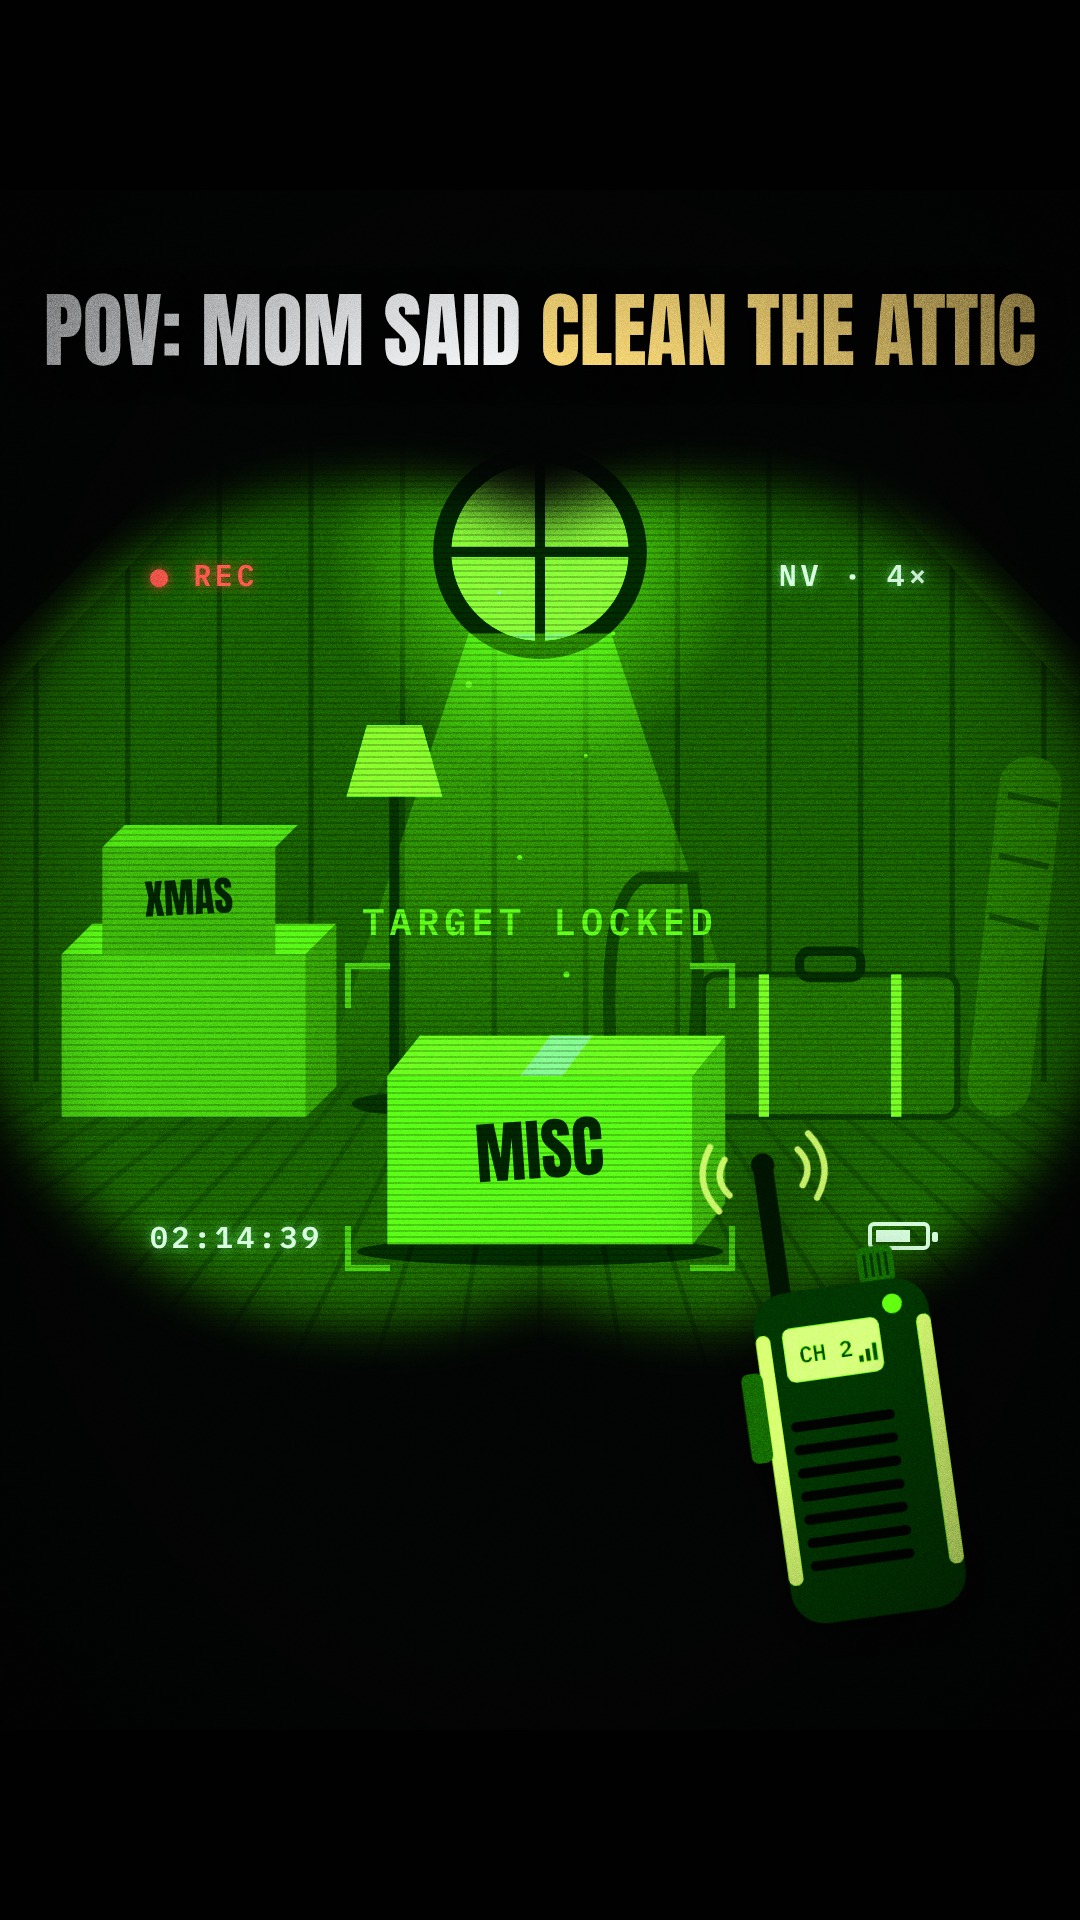 POV: MOM SAID CLEAN THE ATTIC
REC
NV · 4×
XMAS
TARGET LOCKED
MISC
02:14:39
CH 2